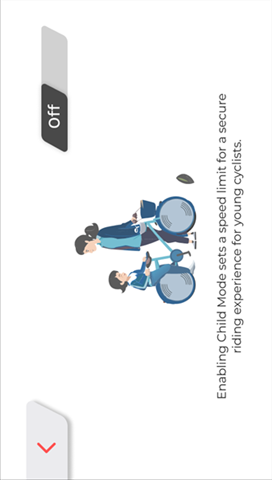 Off
Enabling Child Mode sets a speed limit for a secure
riding experience for young cyclists.